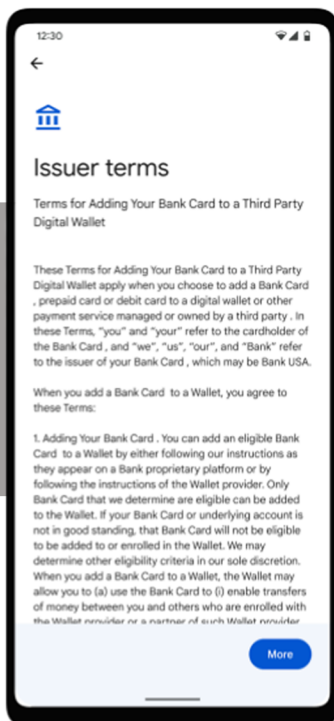 12:30
Issuer terms
Terms for Adding Your Bank Card to a Third Party
Digital Wallet
These Terms for Adding Your Bank Card to a Third Party
Digital Wallet apply when you choose to add a Bank Card
, prepaid card or debit card to a digital wallet or other
payment service managed or owned by a third party . In
these Terms, “you” and “your” refer to the cardholder of
the Bank Card , and “we”, “us”, “our”, and “Bank” refer
to the issuer of your Bank Card , which may be Bank USA.
When you add a Bank Card to a Wallet, you agree to
these Terms:
1. Adding Your Bank Card . You can add an eligible Bank
Card to a Wallet by either following our instructions as
they appear on a Bank proprietary platform or by
following the instructions of the Wallet provider. Only
Bank Card that we determine are eligible can be added
to the Wallet. If your Bank Card or underlying account is
not in good standing, that Bank Card will not be eligible
to be added to or enrolled in the Wallet. We may
determine other eligibility criteria in our sole discretion.
When you add a Bank Card to a Wallet, the Wallet may
allow you to (a) use the Bank Card to (i) enable transfers
of money between you and others who are enrolled with
the Wallet provider or a partner of such Wallet provider
More